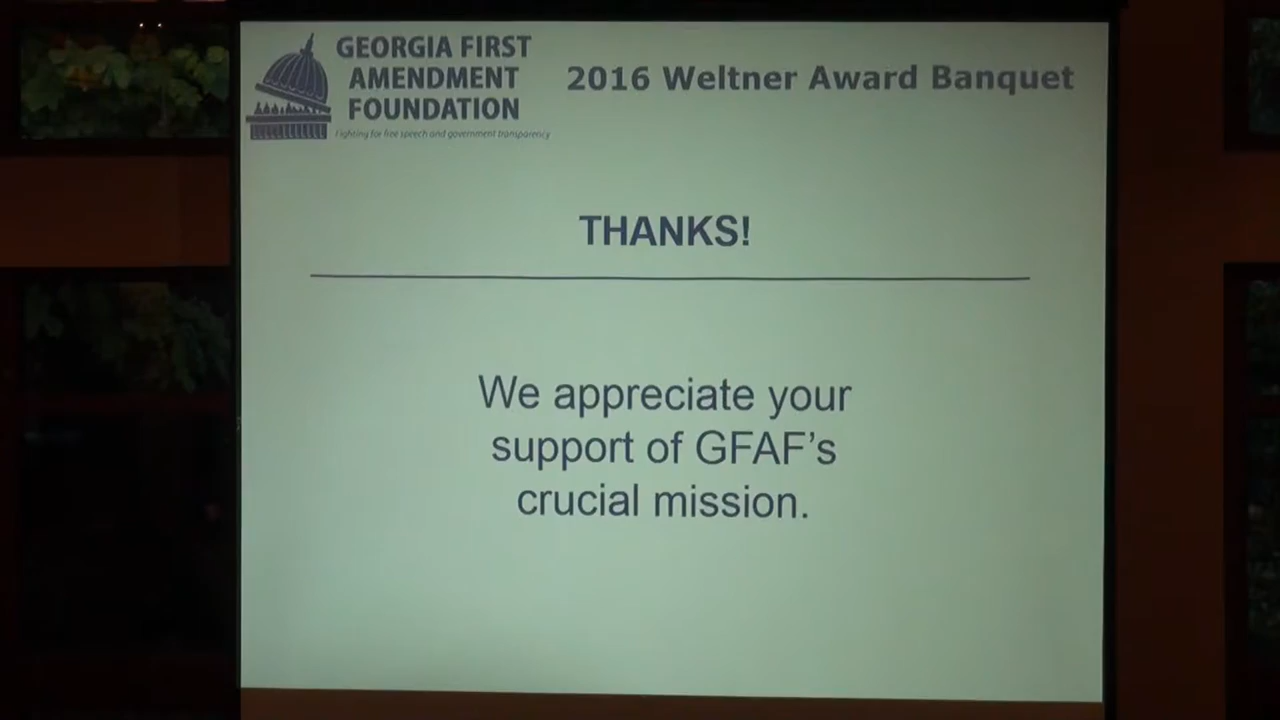 GEORGIA FIRST
AMENDMENT
FOUNDATION
Fighting for free speech and government transparency
2016 Weltner Award Banquet
THANKS!
We appreciate your
support of GFAF’s
crucial mission.